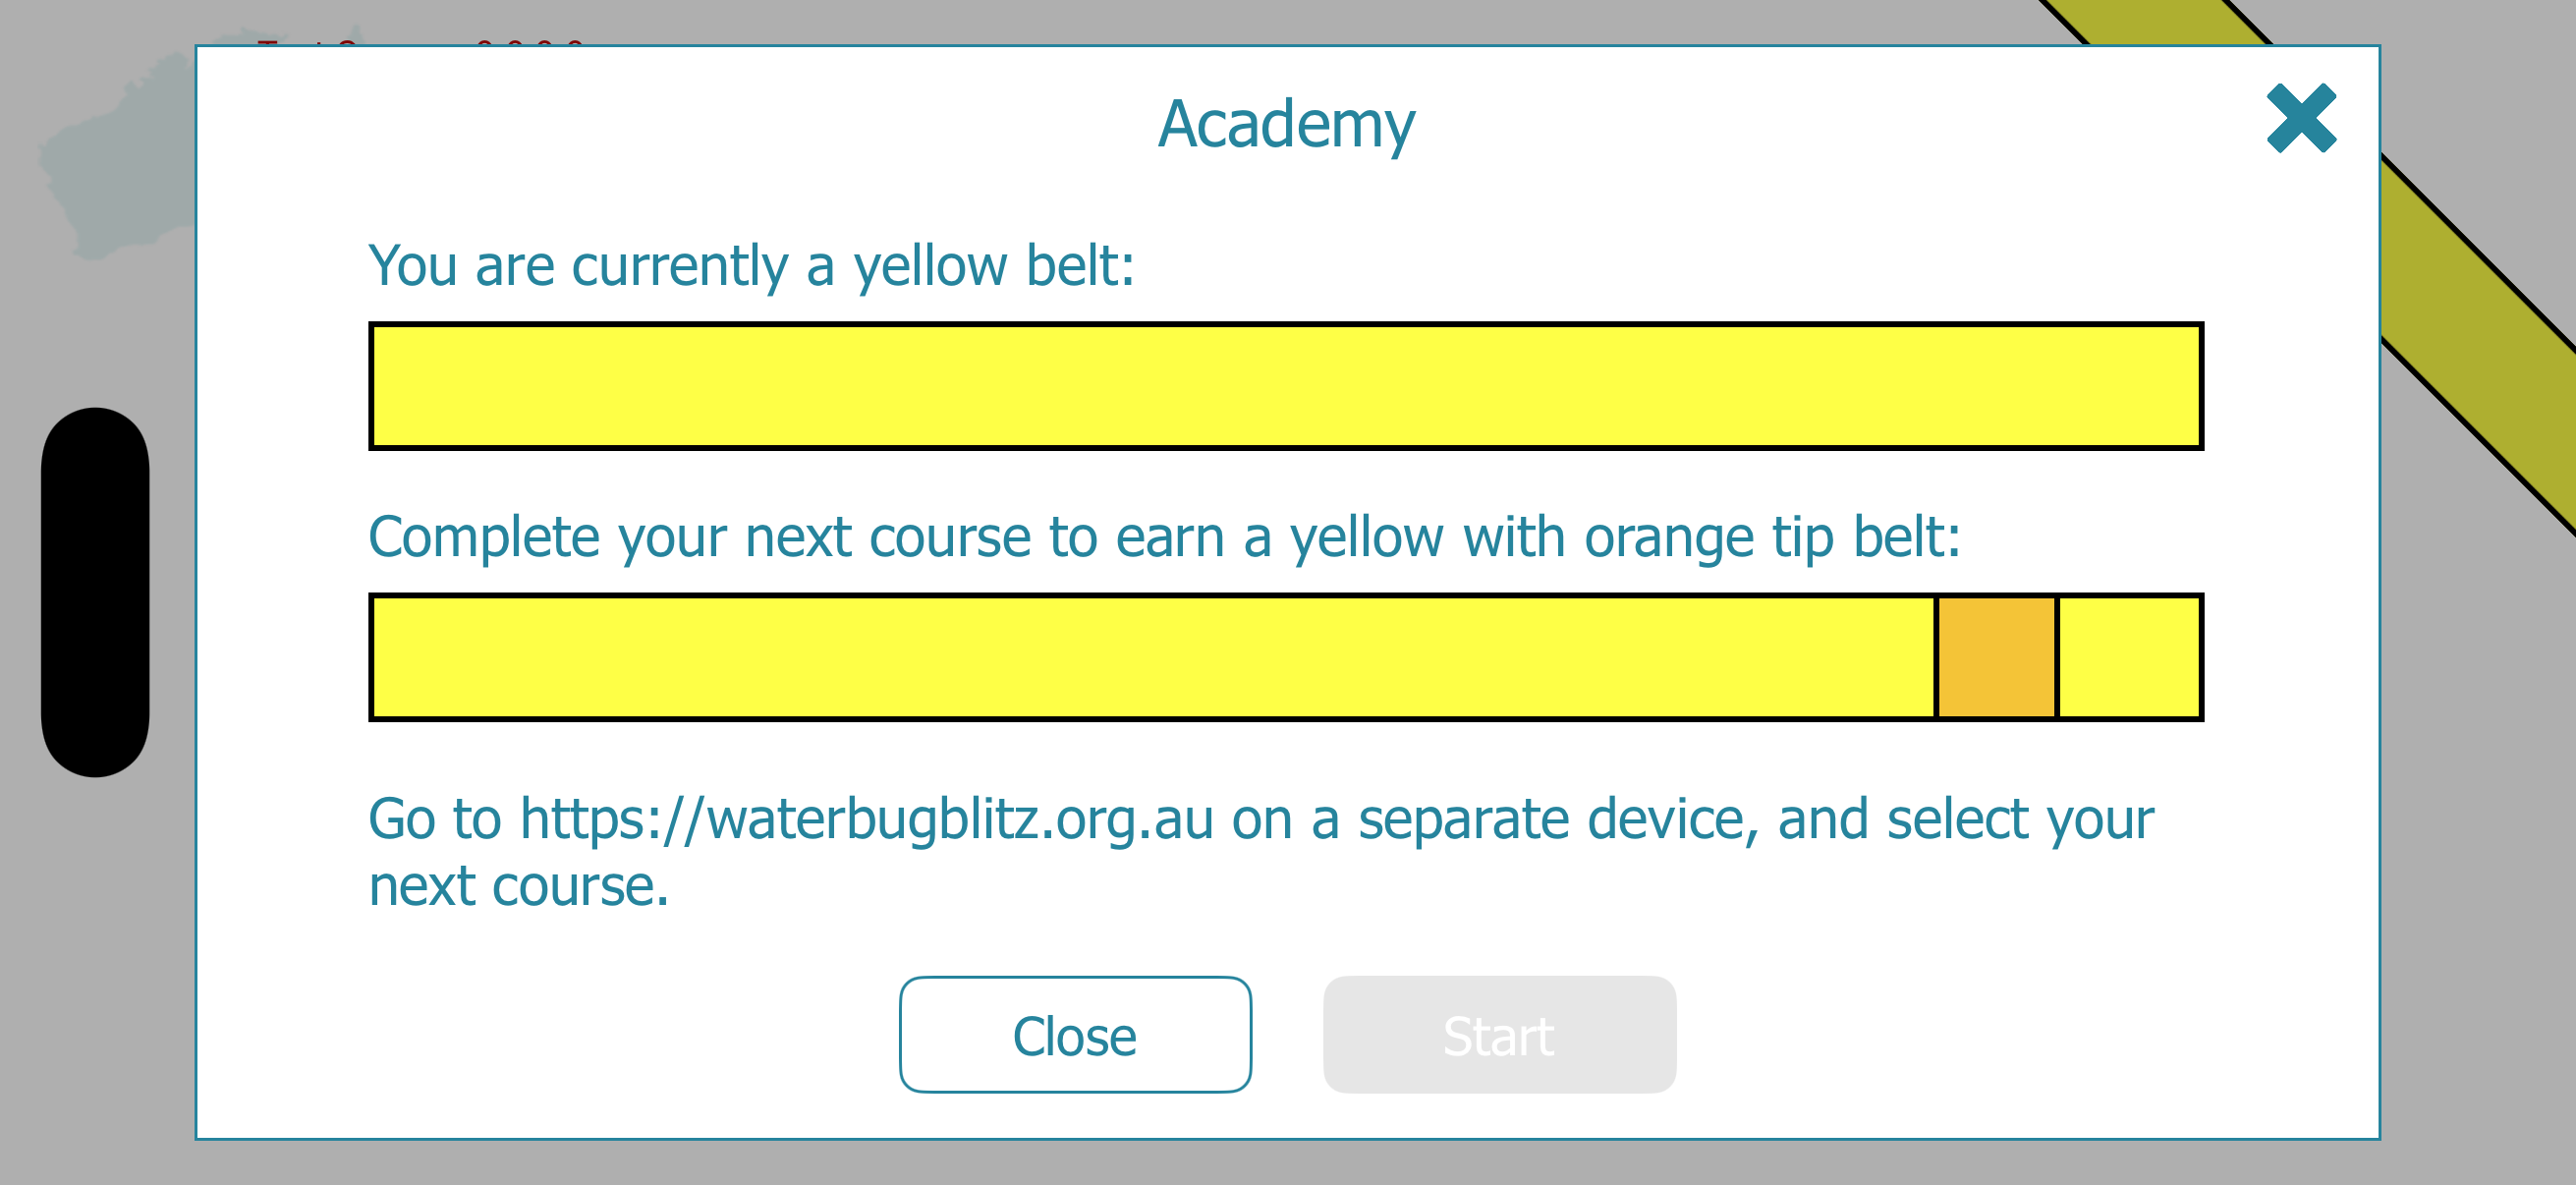 Academy
You are currently a yellow belt:
Complete your next course to earn a yellow with orange tip belt:
Go to https://waterbugblitz.org.au on a separate device, and select your
next course.
Close
Start